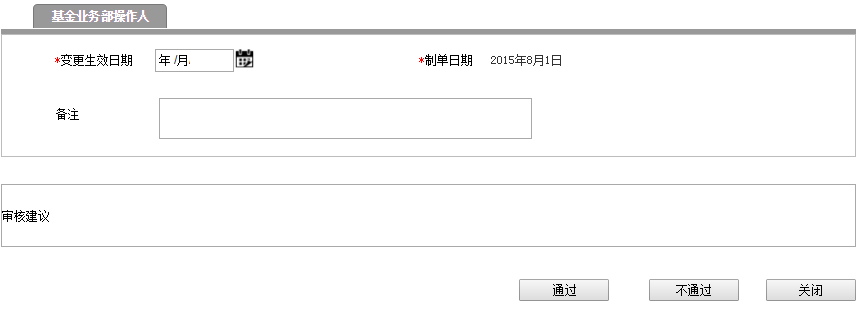 基金业务部操作人
*变更生效日期 年 /月. *制单日期 2015年8月1日
备注
审核建议
通过 不通过 关闭